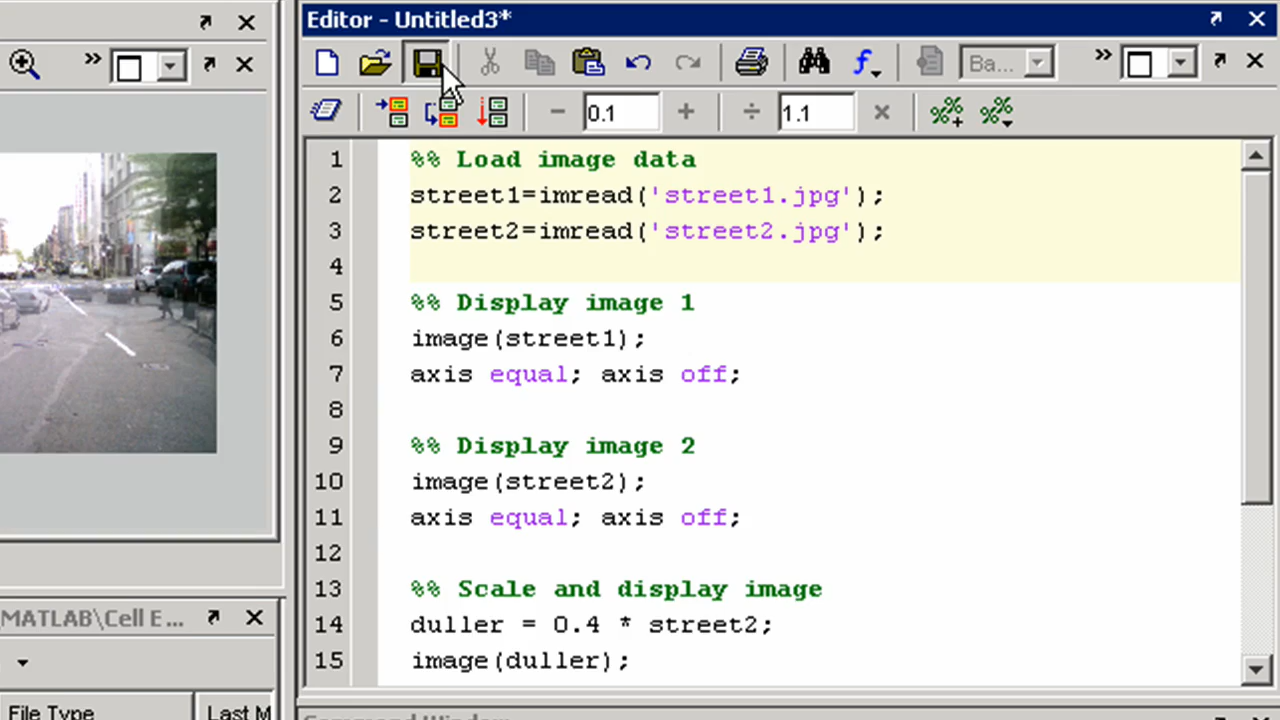 Editor - Untitled3*
Ba...
0.1
1.1
1 %% Load image data
2 street1=imread('street1.jpg');
3 street2=imread('street2.jpg');
4
5 %% Display image 1
6 image(street1);
7 axis equal; axis off;
8
9 %% Display image 2
10 image(street2);
11 axis equal; axis off;
12
13 %% Scale and display image
14 duller = 0.4 * street2;
15 image(duller);
MATLAB\Cell E...
File Type
Last M
Command Window